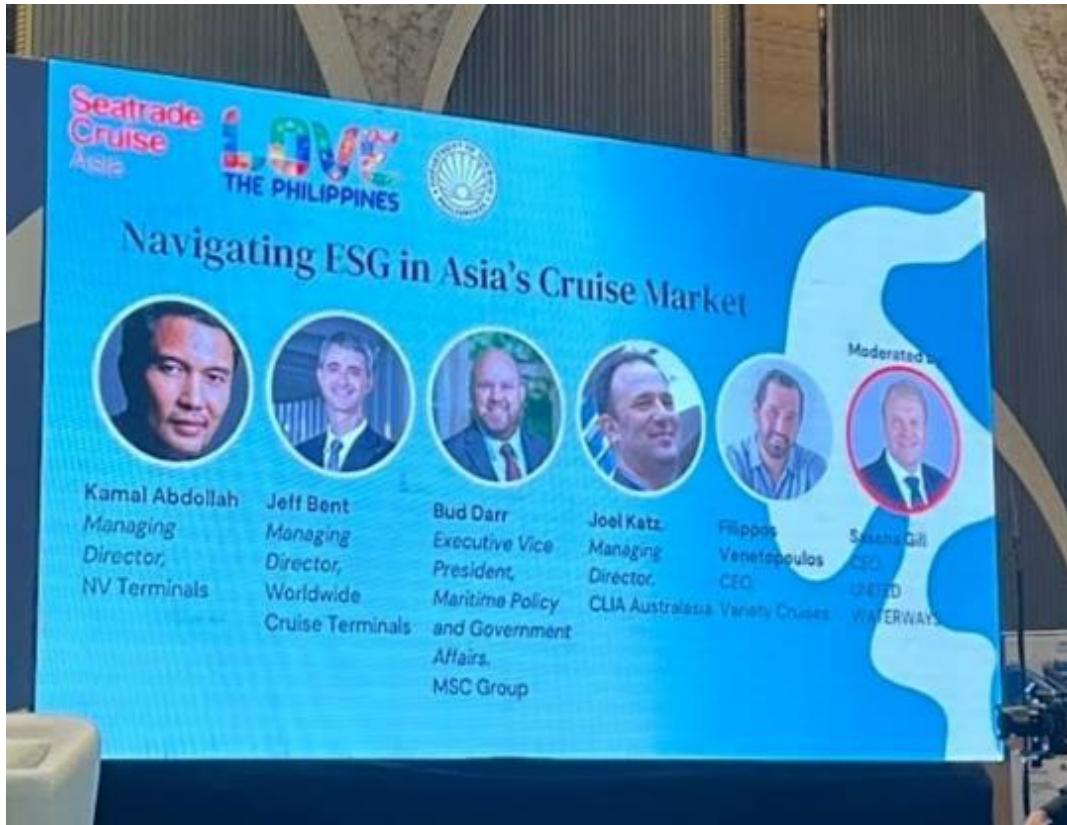 Seatrade
Cruise
Asia
LOVE
THE PHILIPPINES
Navigating ESG in Asia's Cruise Market
Kamal Abdollah
Managing
Director,
NV Terminals
Jeff Bent
Managing
Director,
Worldwide
Cruise Terminals
Bud Darr
Executive Vice
President,
Maritime Policy
and Government
Affairs,
MSC Group
Joel Katz,
Managing
Director,
CLIA Australasia
Filippos
Venetopoulos
CEO,
Variety Cruises
Moderated by
Sascha Gill
CEO,
UNITED
WATERWAYS